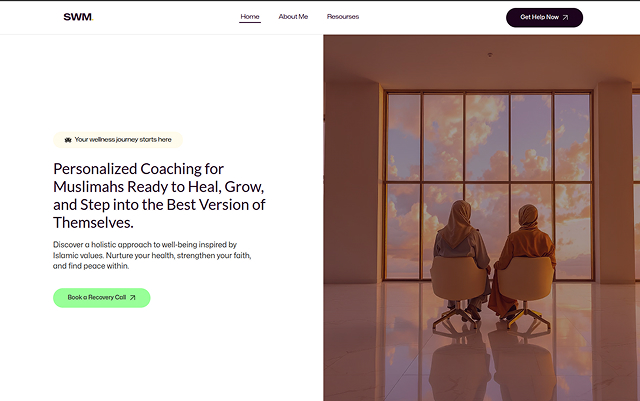 SWM
Home
About Me
Resourses
Get Help Now
Your wellness journey starts here
Personalized Coaching for
Muslimahs Ready to Heal, Grow,
and Step into the Best Version of
Themselves.
Discover a holistic approach to well-being inspired by
Islamic values. Nurture your health, strengthen your faith,
and find peace within.
Book a Recovery Call